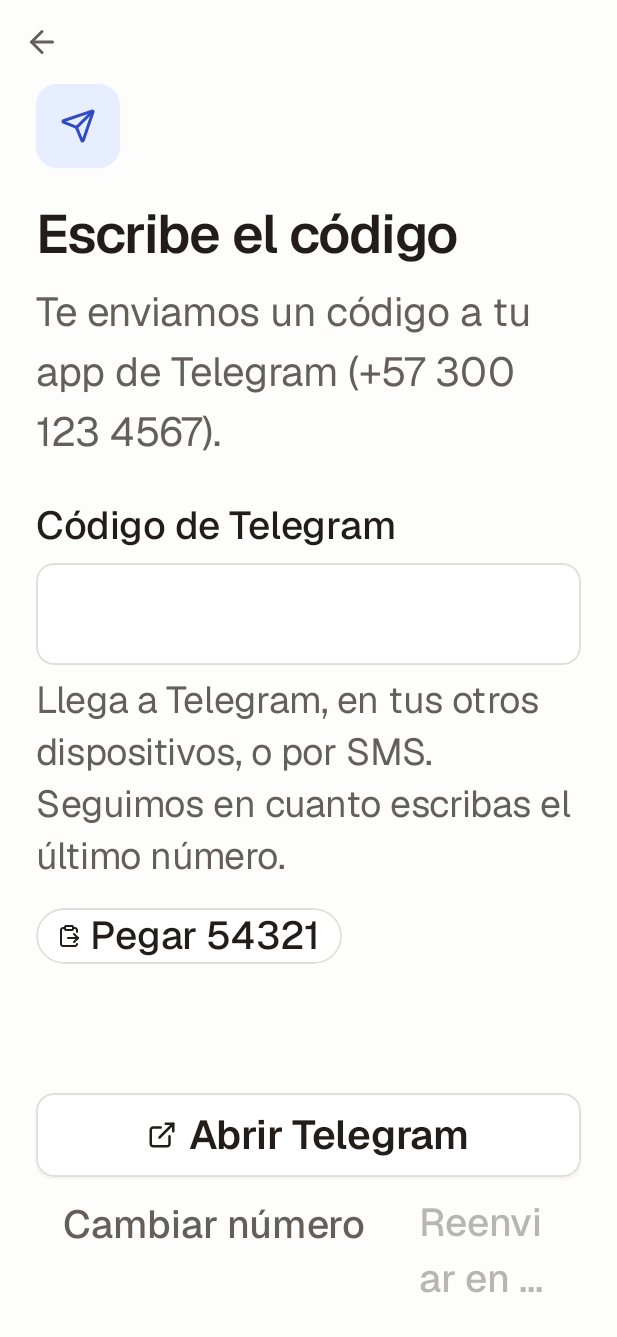 Escribe el código
Te enviamos un código a tu
app de Telegram (+57 300
123 4567).
Código de Telegram
Llega a Telegram, en tus otros
dispositivos, o por SMS.
Seguimos en cuanto escribas el
último número.
Pegar 54321
Abrir Telegram
Cambiar número
Reenvi
ar en ...